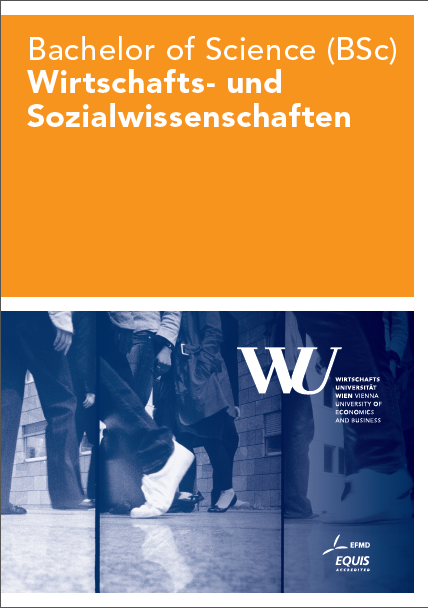 Bachelor of Science (BSc)
Wirtschafts- und
Sozialwissenschaften
WU
WIRTSCHAFTS
UNIVERSITÄT
WIEN VIENNA
UNIVERSITY OF
ECONOMICS
AND BUSINESS
EFMD
EQUIS
ACCREDITED